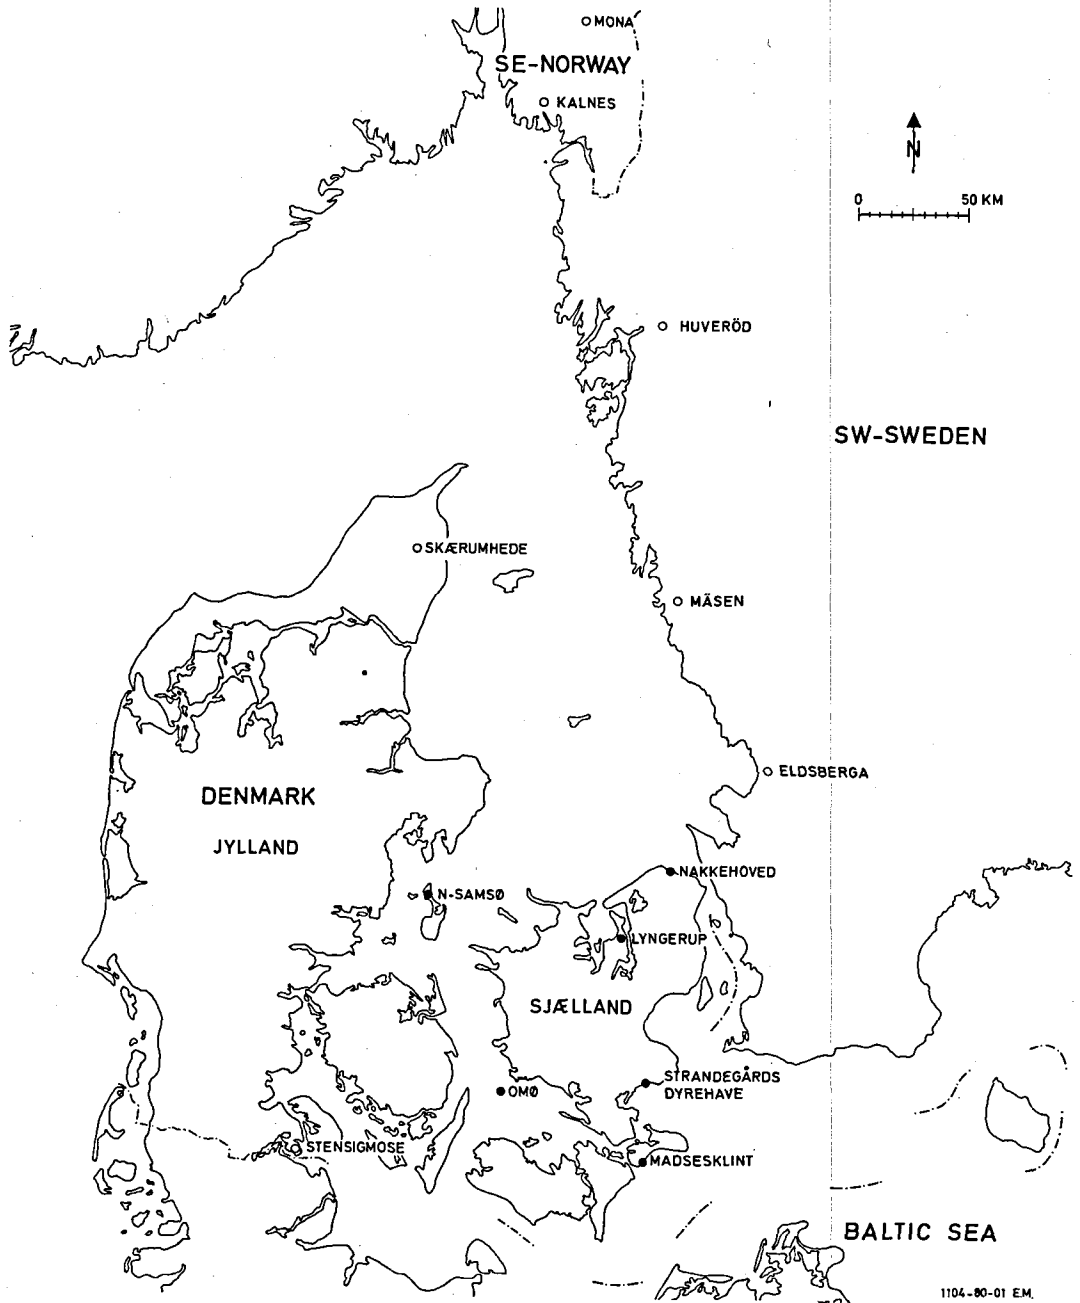 MONA
SE-NORWAY
KALNES
N
0 50 KM
HUVERÖD
SW-SWEDEN
SKÆRUMHEDE
MÄSEN
ELDSBERGA
DENMARK
JYLLAND
NAKKEHOVED
N-SAMSØ
LYNGERUP
SJÆLLAND
STRANDEGÅRDS
DYREHAVE
OMØ
STENSIGMOSE
MADSESKLINT
BALTIC SEA
1104-80-01 E.M.